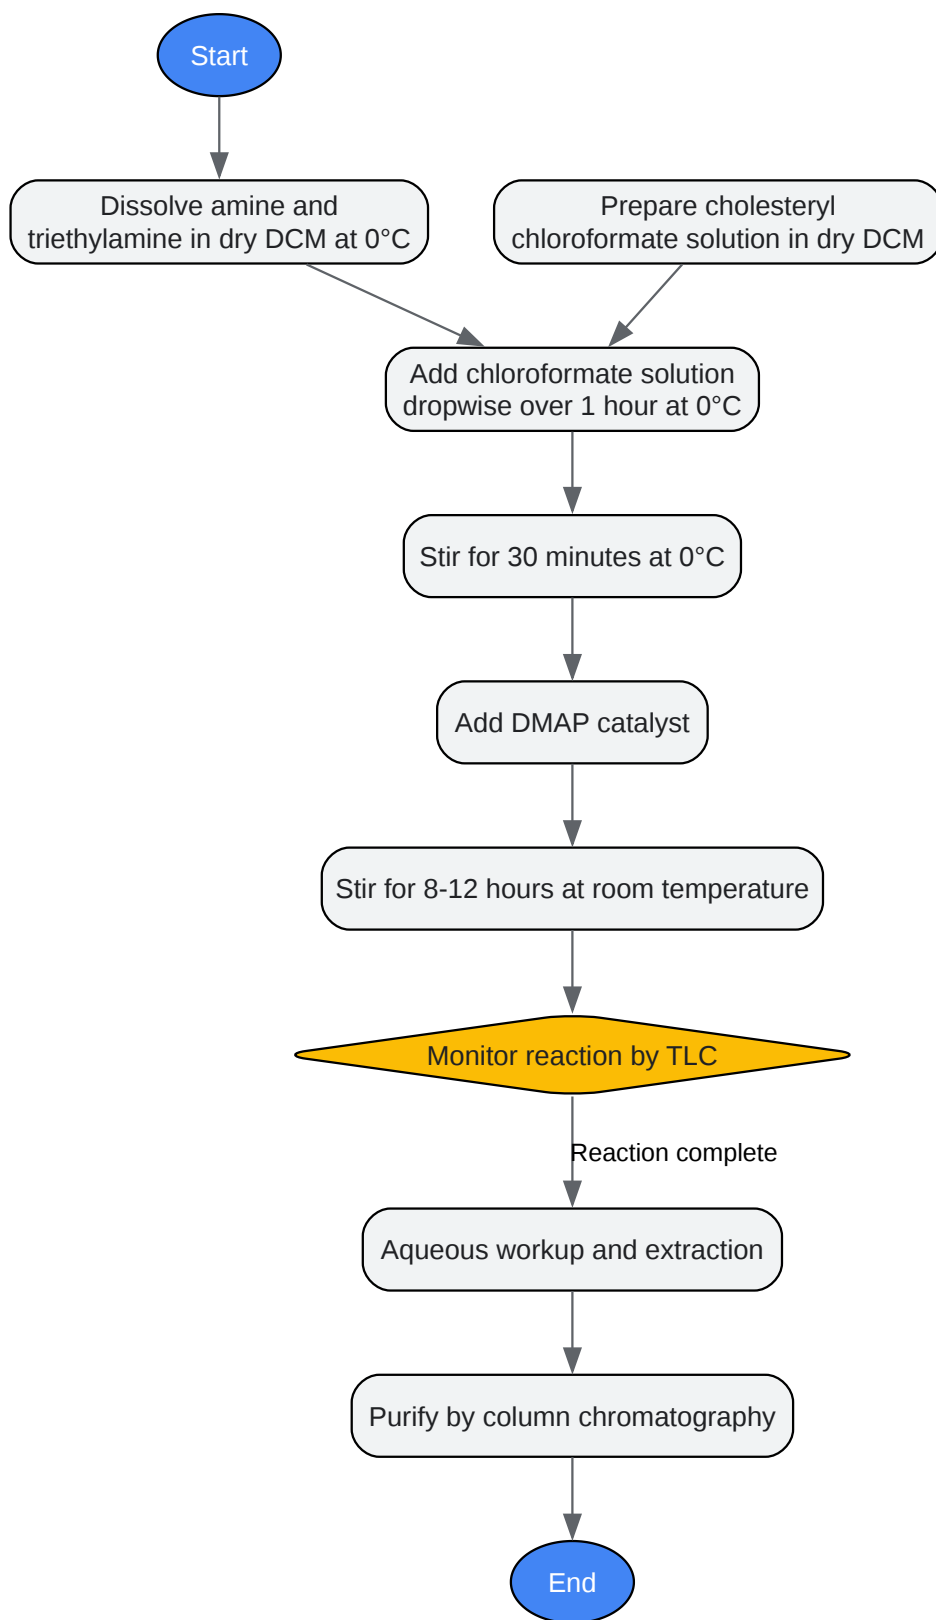 Start
Dissolve amine and
triethylamine in dry DCM at 0°C
Prepare cholesteryl
chloroformate solution in dry DCM
Add chloroformate solution
dropwise over 1 hour at 0°C
Stir for 30 minutes at 0°C
Add DMAP catalyst
Stir for 8-12 hours at room temperature
Monitor reaction by TLC
Reaction complete
Aqueous workup and extraction
Purify by column chromatography
End